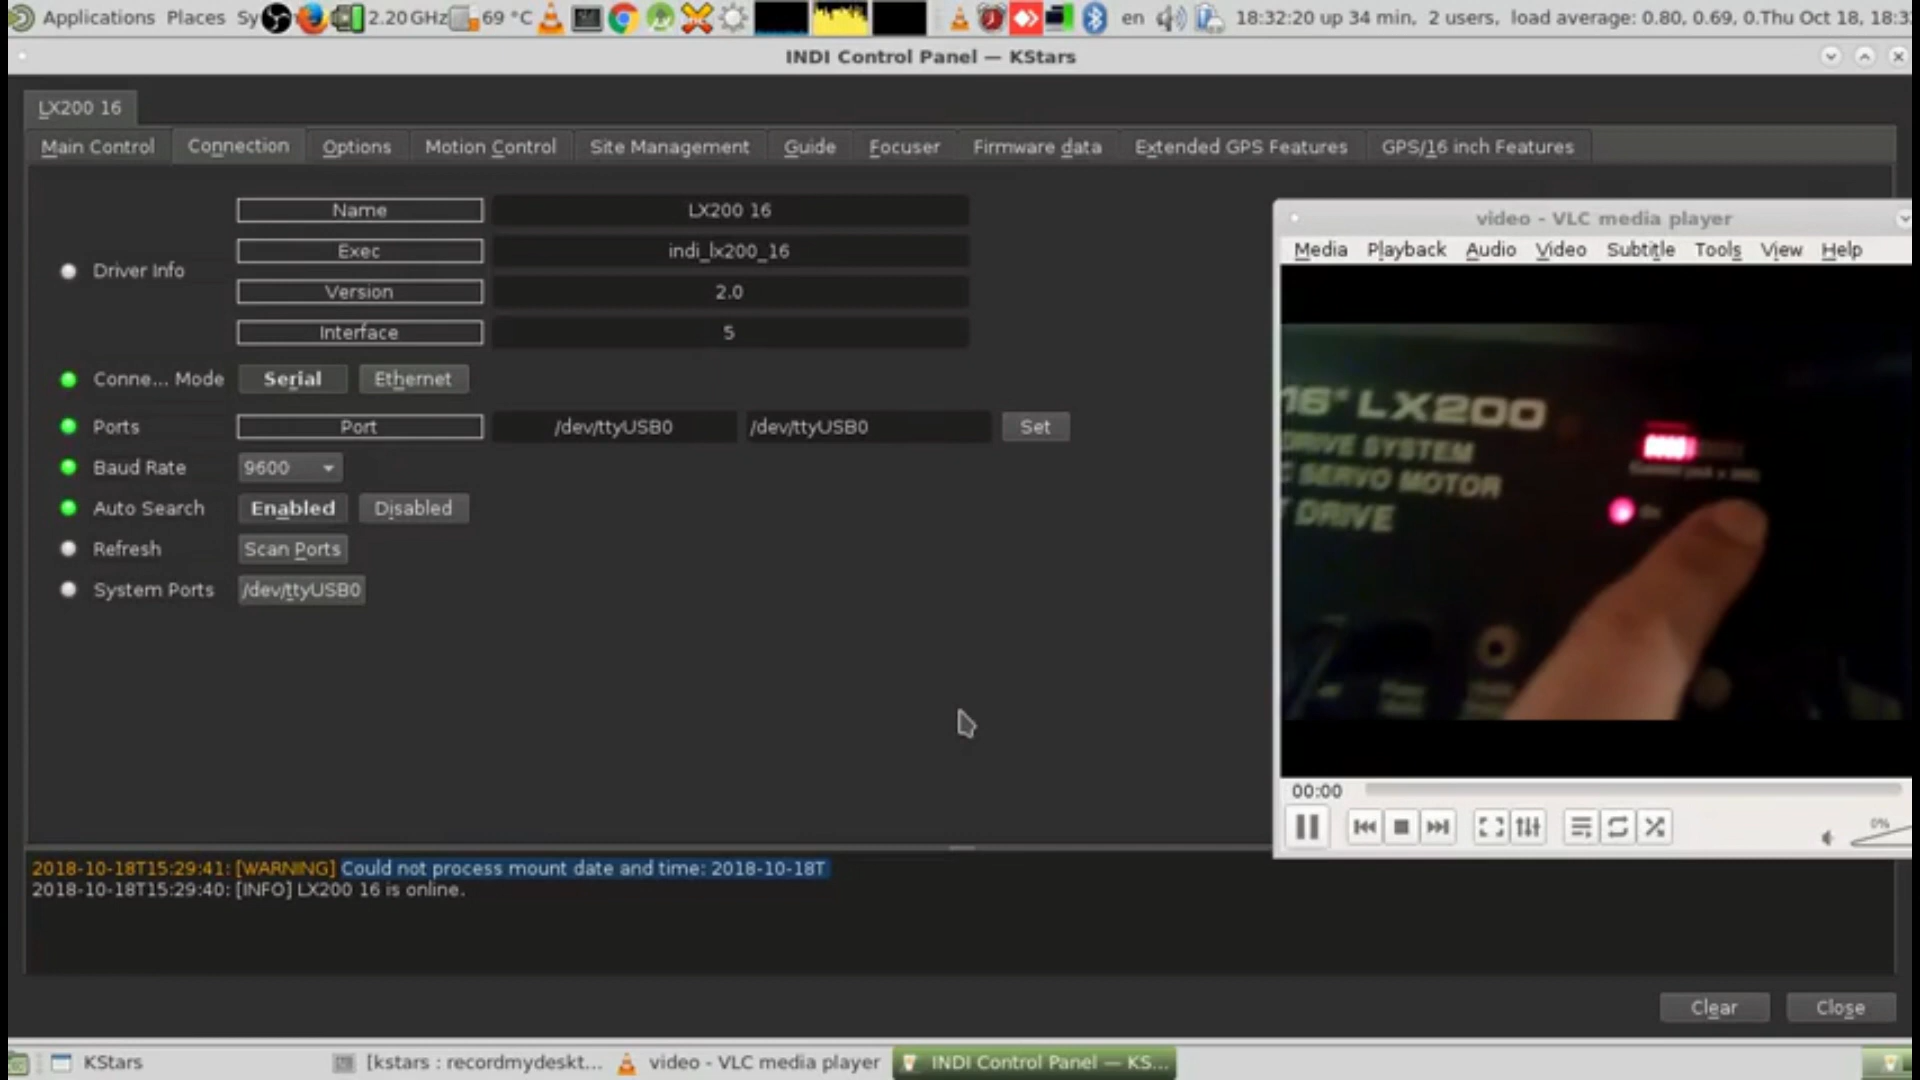 Applications Places Sy 2.20 GHz 69 °C en 18:32:20 up 34 min, 2 users, load average: 0.80, 0.69, 0.Thu Oct 18, 18:3
INDI Control Panel — KStars
LX200 16
Main Control Connection Options Motion Control Site Management Guide Focuser Firmware data Extended GPS Features GPS/16 inch Features
Name LX200 16
Exec indi_lx200_16
Driver Info
Version 2.0
Interface 5
Conne... Mode Serial Ethernet
Ports Port /dev/ttyUSB0 /dev/ttyUSB0 Set
Baud Rate 9600
Auto Search Enabled Disabled
Refresh Scan Ports
System Ports /dev/ttyUSB0
video - VLC media player
Media Playback Audio Video Subtitle Tools View Help
16" LX200
DRIVE SYSTEM
C SERVO MOTOR
T DRIVE
00:00
0%
2018-10-18T15:29:41: [WARNING] Could not process mount date and time: 2018-10-18T
2018-10-18T15:29:40: [INFO] LX200 16 is online.
Clear Close
KStars [kstars : recordmydeskt... video - VLC media player INDI Control Panel — KS...